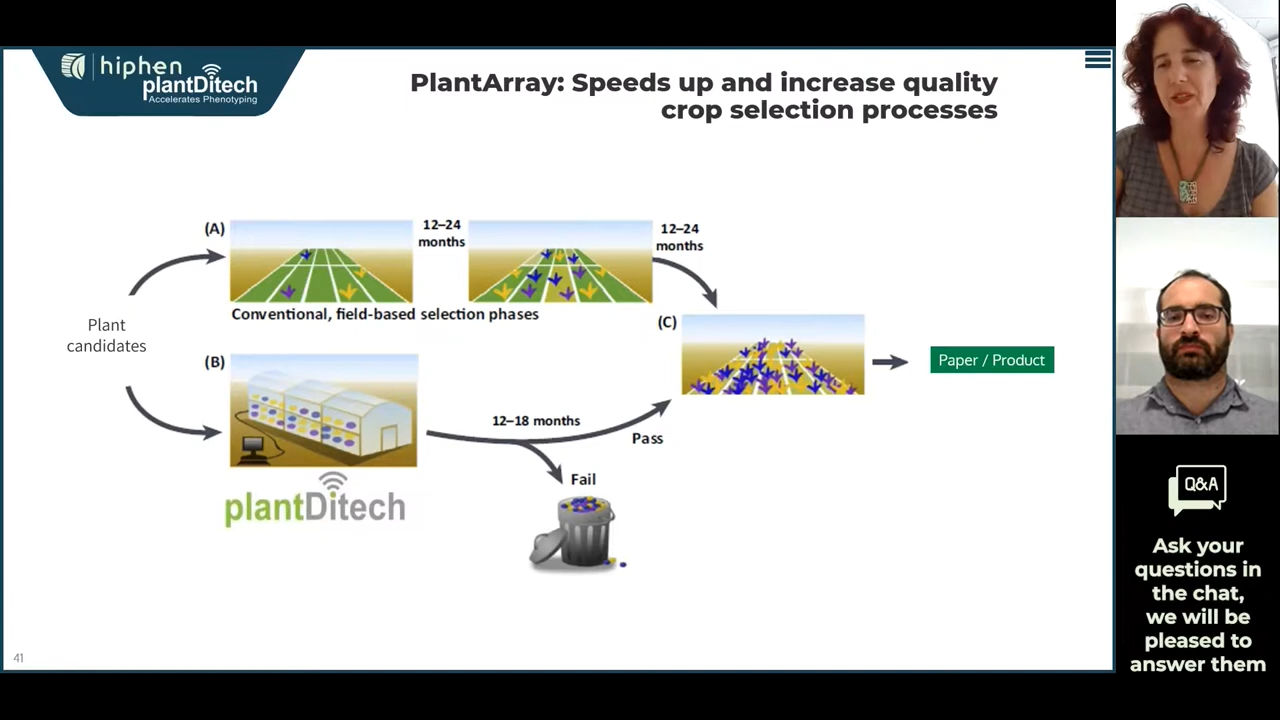 hiphen
plantDitech
Accelerates Phenotyping
PlantArray: Speeds up and increase quality
crop selection processes
(A)
12–24
months
12–24
months
Conventional, field-based selection phases
Plant
candidates
(B)
(C)
Paper / Product
12–18 months
Pass
Fail
plantDitech
41
Q&A
Ask your
questions in
the chat,
we will be
pleased to
answer them